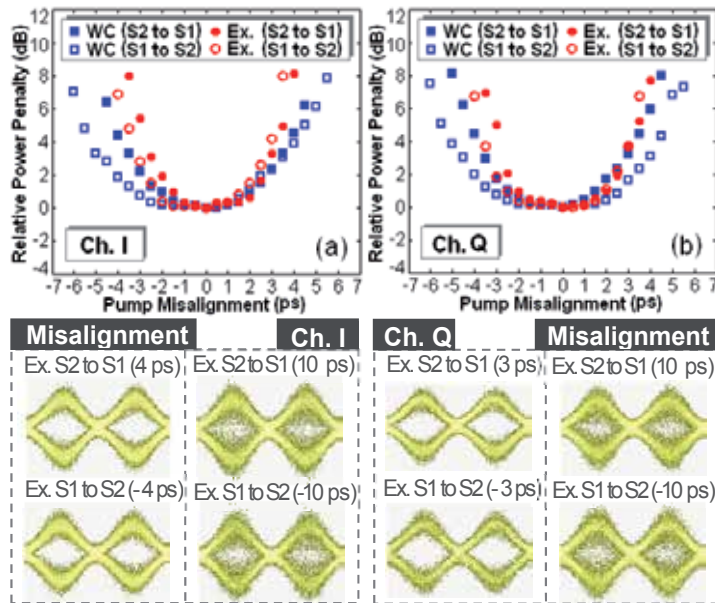 WC (S2 to S1) Ex. (S2 to S1)
WC (S1 to S2) Ex. (S1 to S2)
Relative Power Penalty (dB)
12
10
8
6
4
2
0
2
-4
Ch. I
(a)
-7 -6 -5 -4 -3 -2 -1 0 1 2 3 4 5 6 7
Pump Misalignment (ps)
WC (S2 to S1) Ex. (S2 to S1)
WC (S1 to S2) Ex. (S1 to S2)
Relative Power Penalty (dB)
12
10
8
6
4
2
0
2
-4
Ch. Q
(b)
-7 -6 -5 -4 -3 -2 -1 0 1 2 3 4 5 6 7
Pump Misalignment (ps)
Misalignment Ch. I
Ex. S2 to S1 (4 ps) Ex. S2 to S1 (10 ps)
Ex. S1 to S2 (-4 ps) Ex. S1 to S2 (-10 ps)
Ch. Q Misalignment
Ex. S2 to S1 (3 ps) Ex. S2 to S1 (10 ps)
Ex. S1 to S2 (-3 ps) Ex. S1 to S2 (-10 ps)